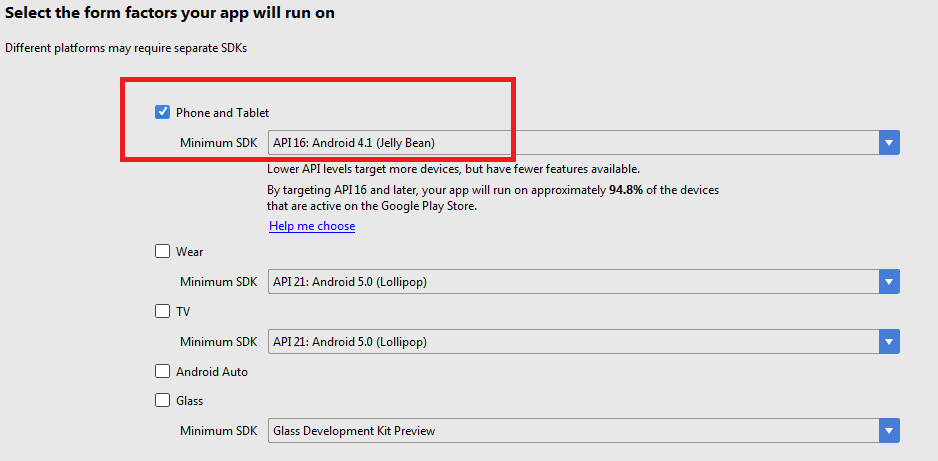 Select the form factors your app will run on
Different platforms may require separate SDKs
Phone and Tablet
Minimum SDK API 16: Android 4.1 (Jelly Bean)
Lower API levels target more devices, but have fewer features available.
By targeting API 16 and later, your app will run on approximately 94.8% of the devices
that are active on the Google Play Store.
Help me choose
Wear
Minimum SDK API 21: Android 5.0 (Lollipop)
TV
Minimum SDK API 21: Android 5.0 (Lollipop)
Android Auto
Glass
Minimum SDK Glass Development Kit Preview